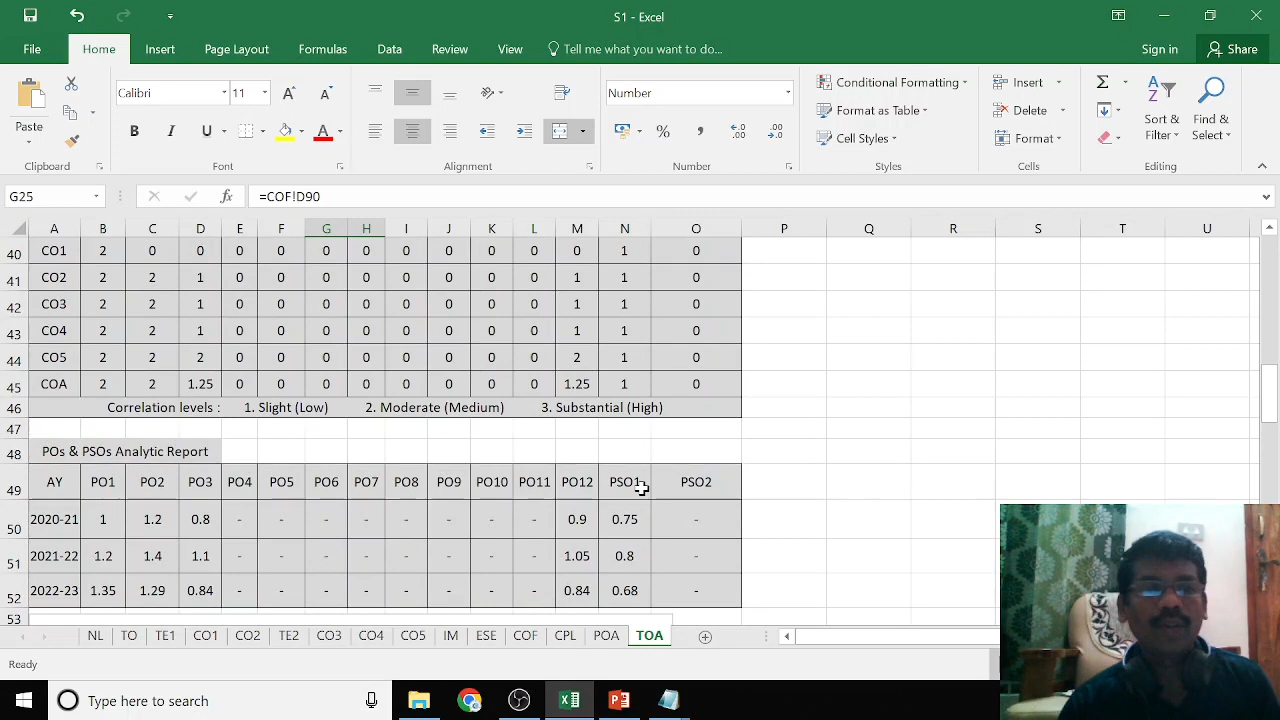 S1 - Excel
File Home Insert Page Layout Formulas Data Review View Tell me what you want to do... Sign in Share
Calibri 11 Number Conditional Formatting Insert
Paste Format as Table Delete Sort & Filter Find & Select
Cell Styles Format
Clipboard Font Alignment Number Styles Cells Editing
G25 =COF!D90
A B C D E F G H I J K L M N O P Q R S T U
40 CO1 2 0 0 0 0 0 0 0 0 0 0 0 1 0
41 CO2 2 2 1 0 0 0 0 0 0 0 0 1 1 0
42 CO3 2 2 1 0 0 0 0 0 0 0 0 1 1 0
43 CO4 2 2 1 0 0 0 0 0 0 0 0 1 1 0
44 CO5 2 2 2 0 0 0 0 0 0 0 0 2 1 0
45 COA 2 2 1.25 0 0 0 0 0 0 0 0 1.25 1 0
46 Correlation levels : 1. Slight (Low) 2. Moderate (Medium) 3. Substantial (High)
47
48 POs & PSOs Analytic Report
49 AY PO1 PO2 PO3 PO4 PO5 PO6 PO7 PO8 PO9 PO10 PO11 PO12 PSO1 PSO2
50 2020-21 1 1.2 0.8 - - - - - - - - 0.9 0.75 -
51 2021-22 1.2 1.4 1.1 - - - - - - - - 1.05 0.8 -
52 2022-23 1.35 1.29 0.84 - - - - - - - - 0.84 0.68 -
53
NL TO TE1 CO1 CO2 TE2 CO3 CO4 CO5 IM ESE COF CPL POA TOA
Ready
Type here to search